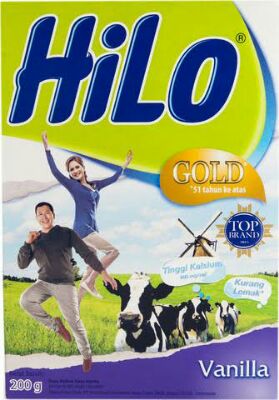 HiLo®
GOLD
*51 tahun ke atas
TOP
BRAND
Tinggi Kalsium
Kurang
Lemak*
Vanilla
200 g